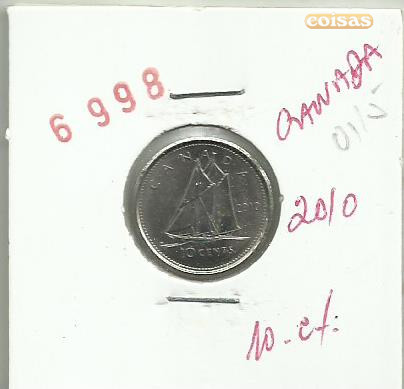 coisas
6998
CANADA
01/5
CANADA
2010
10 CENTS
2010
10-ct.